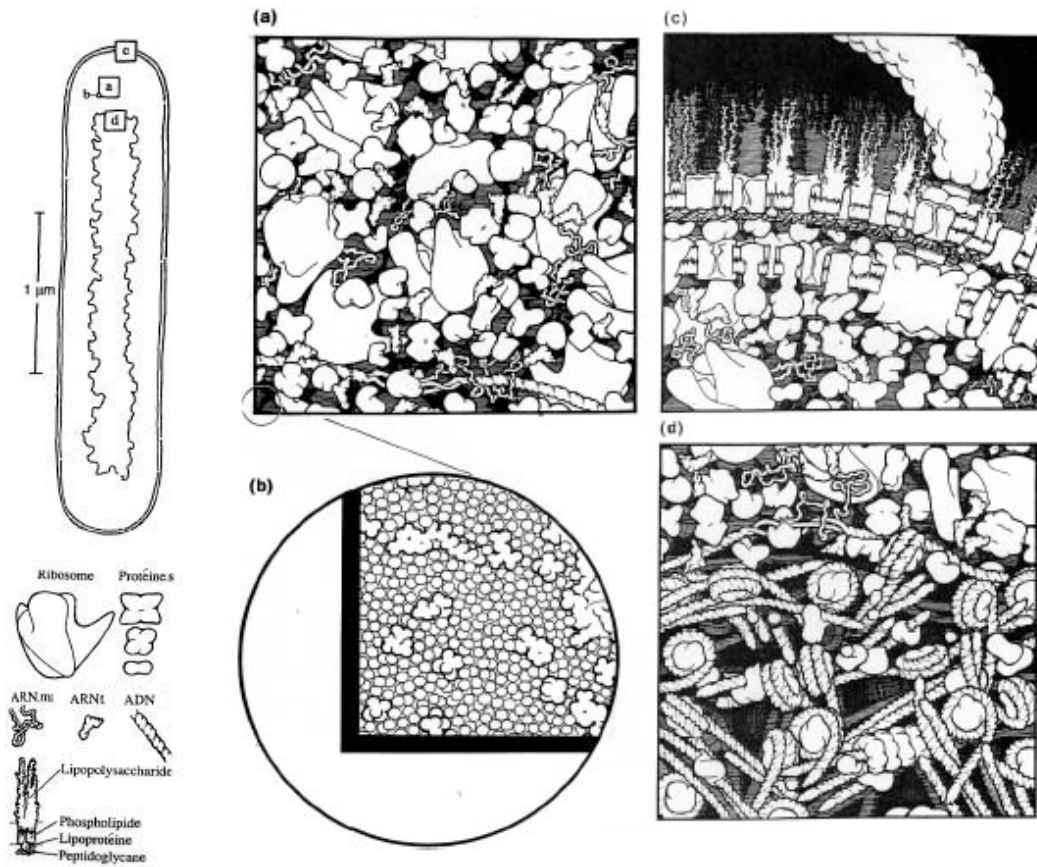 c
a
b
d
1 µm
Ribosome Protéine.s
ARN.m ARNt ADN
Lipopolysaccharide
Phospholipide
Lipoprotéine
Peptidoglycane
(a)
(b)
(c)
(d)